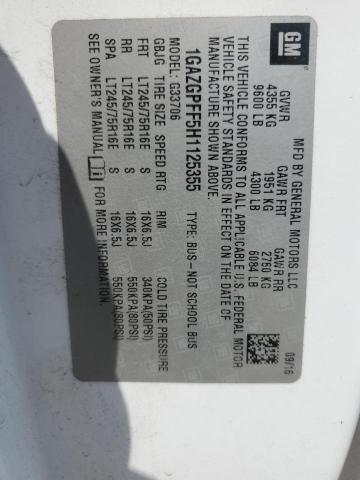 GM
MFD BY GENERAL MOTORS LLC 09/16
GVWR GAWR FRT GAWR RR
4355 KG 1951 KG 2760 KG
9600 LB 4300 LB 6084 LB
THIS VEHICLE CONFORMS TO ALL APPLICABLE U.S. FEDERAL MOTOR
VEHICLE SAFETY STANDARDS IN EFFECT ON THE DATE OF
MANUFACTURE SHOWN ABOVE.
1GAZGPFF5H1125395 TYPE: BUS-NOT SCHOOL BUS
MODEL: G33706
GBJG TIRE SIZE SPEED RTG RIM COLD TIRE PRESSURE
FRT LT245/75R16E S 16X6.5J 340KPA(50PSI)
RR LT245/75R16E S 16X6.5J 550KPA(80PSI)
LT245/75R16E S 16X6.5J 550KPA(80PSI)
SEE OWNER'S MANUAL FOR MORE INFORMATION.